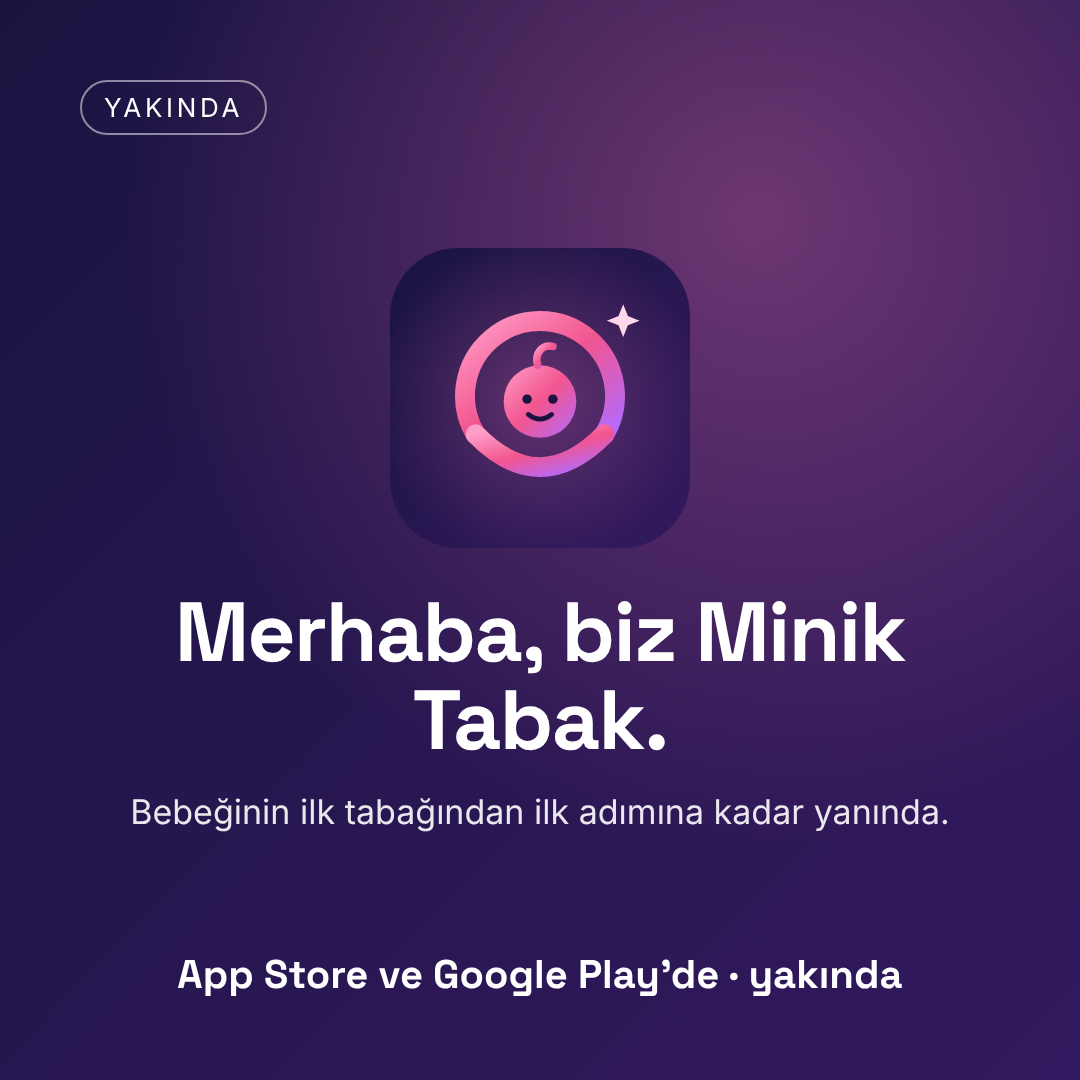 YAKINDA
Merhaba, biz Minik
Tabak.
Bebeğinin ilk tabağından ilk adımına kadar yanında.
App Store ve Google Play’de · yakında